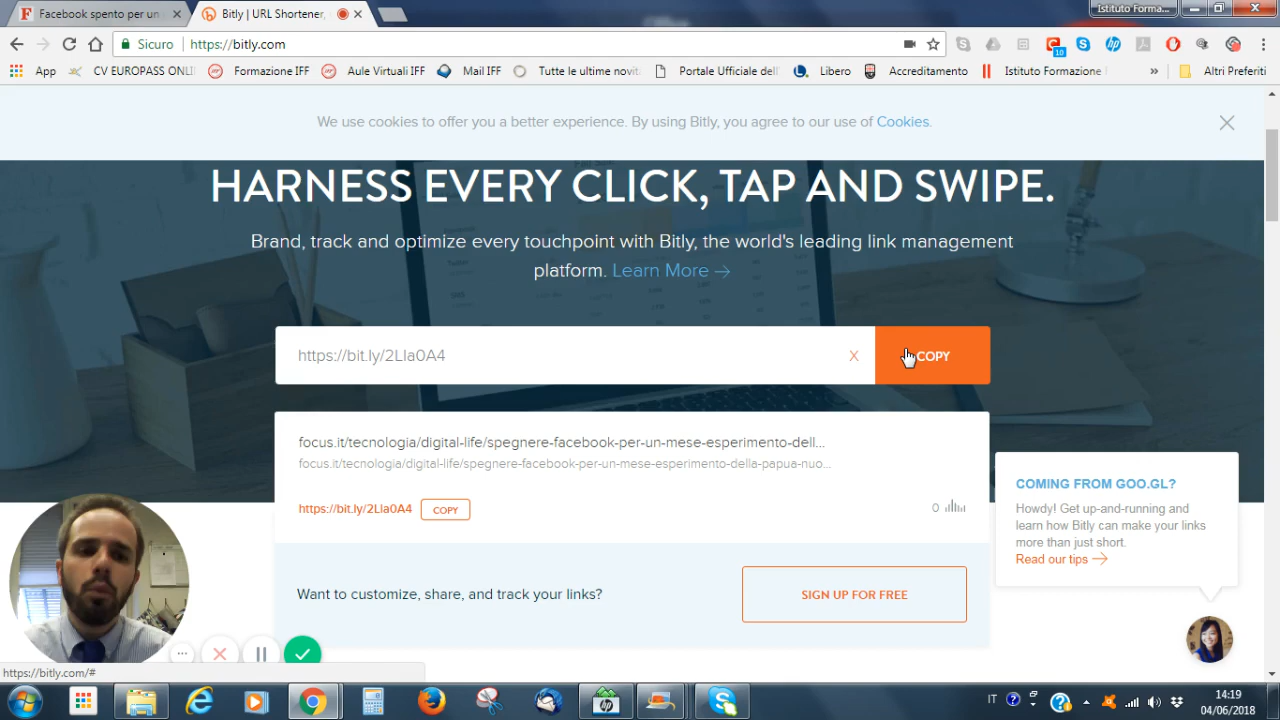 Facebook spento per un
Bitly | URL Shortener,
Istituto Forma...
Sicuro
https://bitly.com
10
App
CV EUROPASS ONLI
Formazione IFF
Aule Virtuali IFF
Mail IFF
Tutte le ultime novit
Portale Ufficiale dell
Libero
Accreditamento
Istituto Formazione
»
Altri Preferiti
We use cookies to offer you a better experience. By using Bitly, you agree to our use of Cookies.
HARNESS EVERY CLICK, TAP AND SWIPE.
Brand, track and optimize every touchpoint with Bitly, the world's leading link management
platform. Learn More →
https://bit.ly/2LIa0A4
X
COPY
focus.it/tecnologia/digital-life/spegnere-facebook-per-un-mese-esperimento-dell...
focus.it/tecnologia/digital-life/spegnere-facebook-per-un-mese-esperimento-della-papua-nuo...
https://bit.ly/2LIa0A4
COPY
0
COMING FROM GOO.GL?
Howdy! Get up-and-running and
learn how Bitly can make your links
more than just short.
Read our tips →
Want to customize, share, and track your links?
SIGN UP FOR FREE
https://bitly.com/#
IT
14:19
04/06/2018